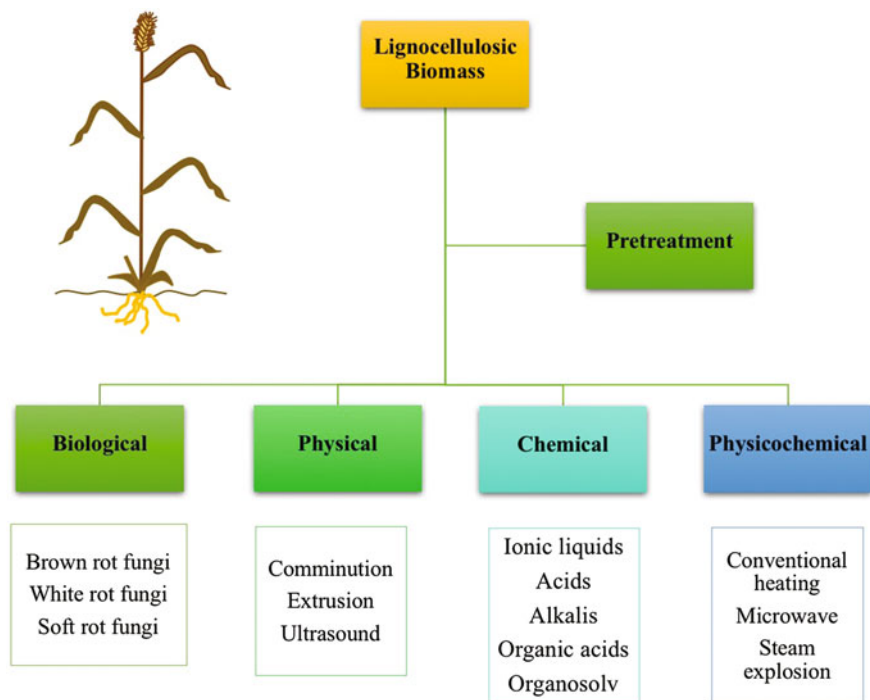 Lignocellulosic
Biomass
Pretreatment
Biological
Physical
Chemical
Physicochemical
Brown rot fungi
White rot fungi
Soft rot fungi
Comminution
Extrusion
Ultrasound
Ionic liquids
Acids
Alkalis
Organic acids
Organosolv
Conventional
heating
Microwave
Steam
explosion